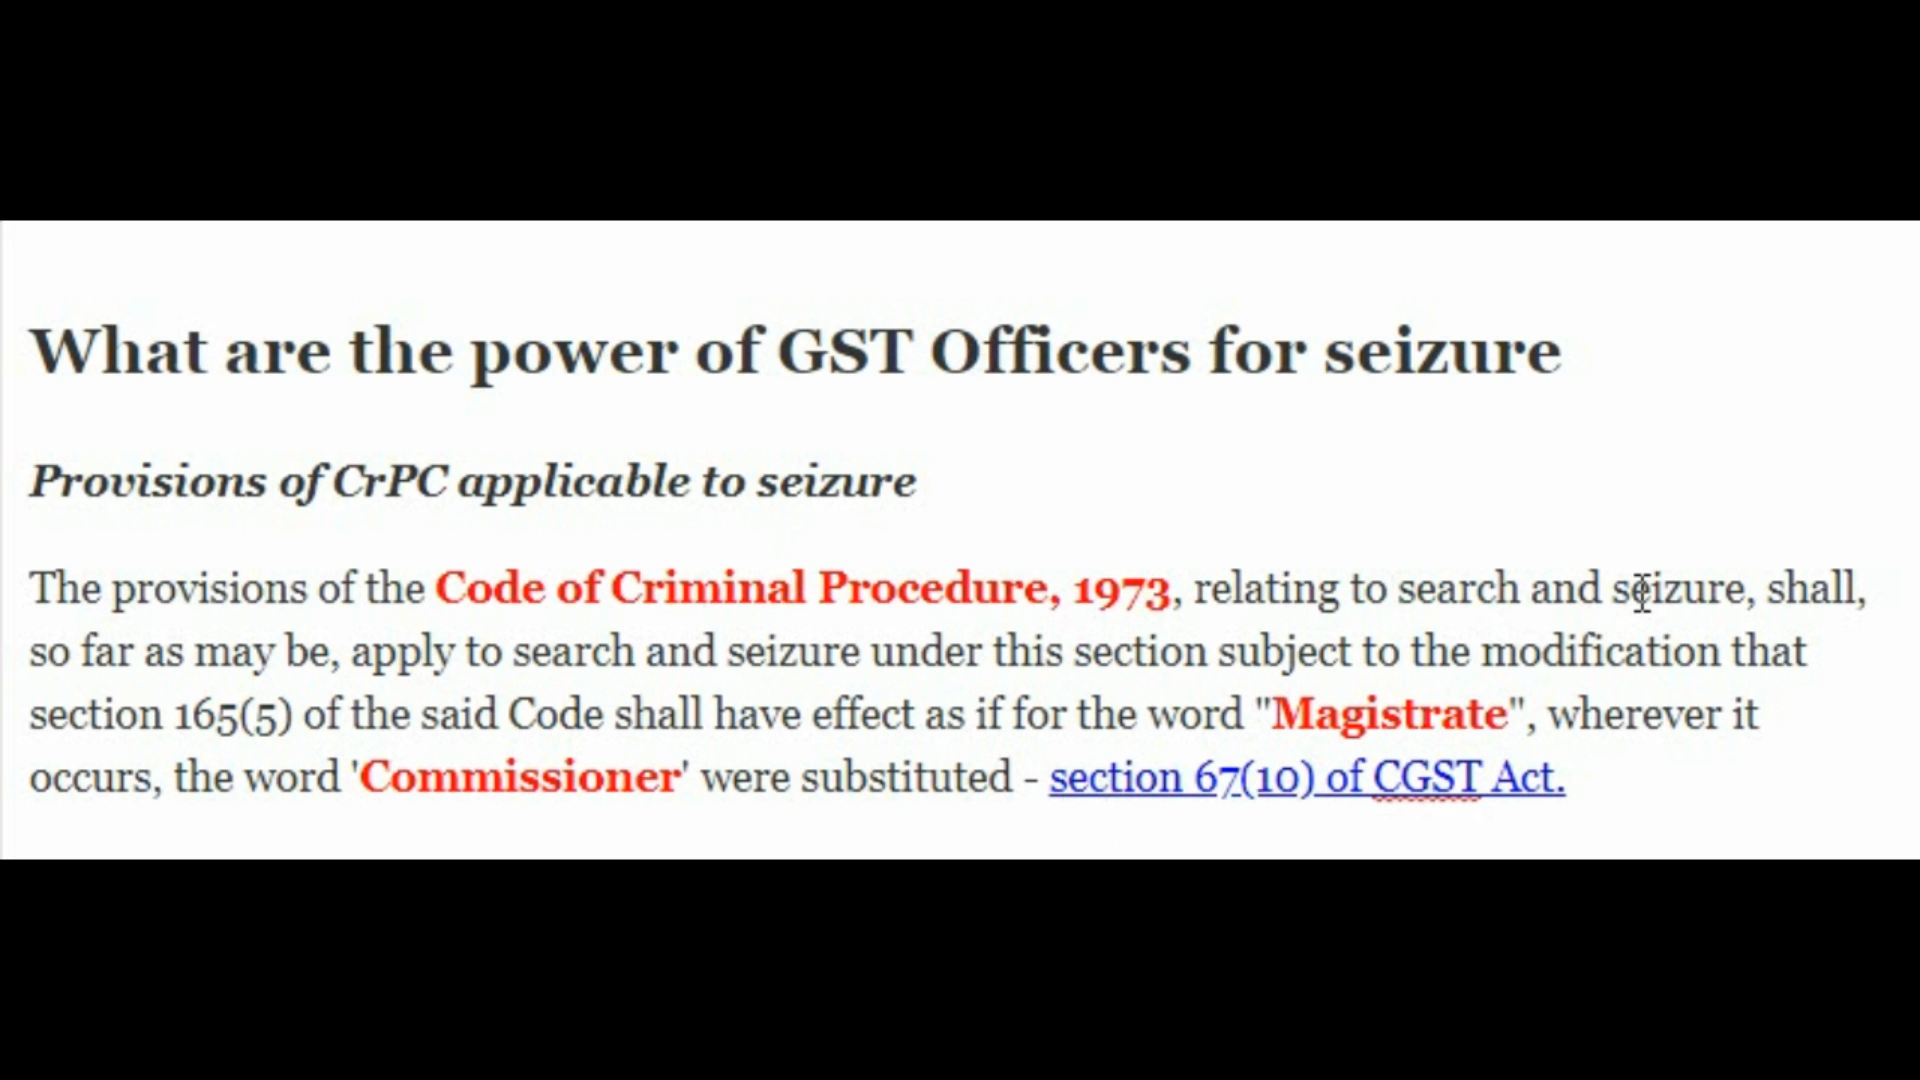 What are the power of GST Officers for seizure
Provisions of CrPC applicable to seizure
The provisions of the Code of Criminal Procedure, 1973, relating to search and seizure, shall,
so far as may be, apply to search and seizure under this section subject to the modification that
section 165(5) of the said Code shall have effect as if for the word "Magistrate", wherever it
occurs, the word 'Commissioner' were substituted - section 67(10) of CGST Act.